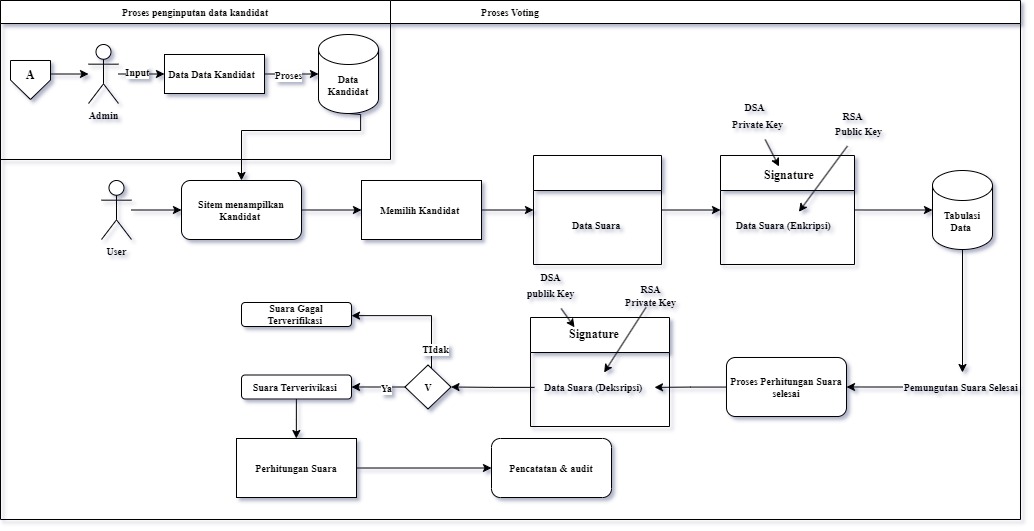 Proses penginputan data kandidat
Proses Voting
A
Admin
Input
Data Data Kandidat
Proses
Data
Kandidat
User
Sitem menampilkan
Kandidat
Memilih Kandidat
Data Suara
DSA
Private Key
RSA
Public Key
Signature
Data Suara (Enkripsi)
Tabulasi
Data
Pemungutan Suara Selesai
Proses Perhitungan Suara
selesai
DSA
publik Key
RSA
Private Key
Signature
Data Suara (Deksripsi)
V
TIdak
Suara Gagal
Terverifikasi
Ya
Suara Terverivikasi
Perhitungan Suara
Pencatatan & audit